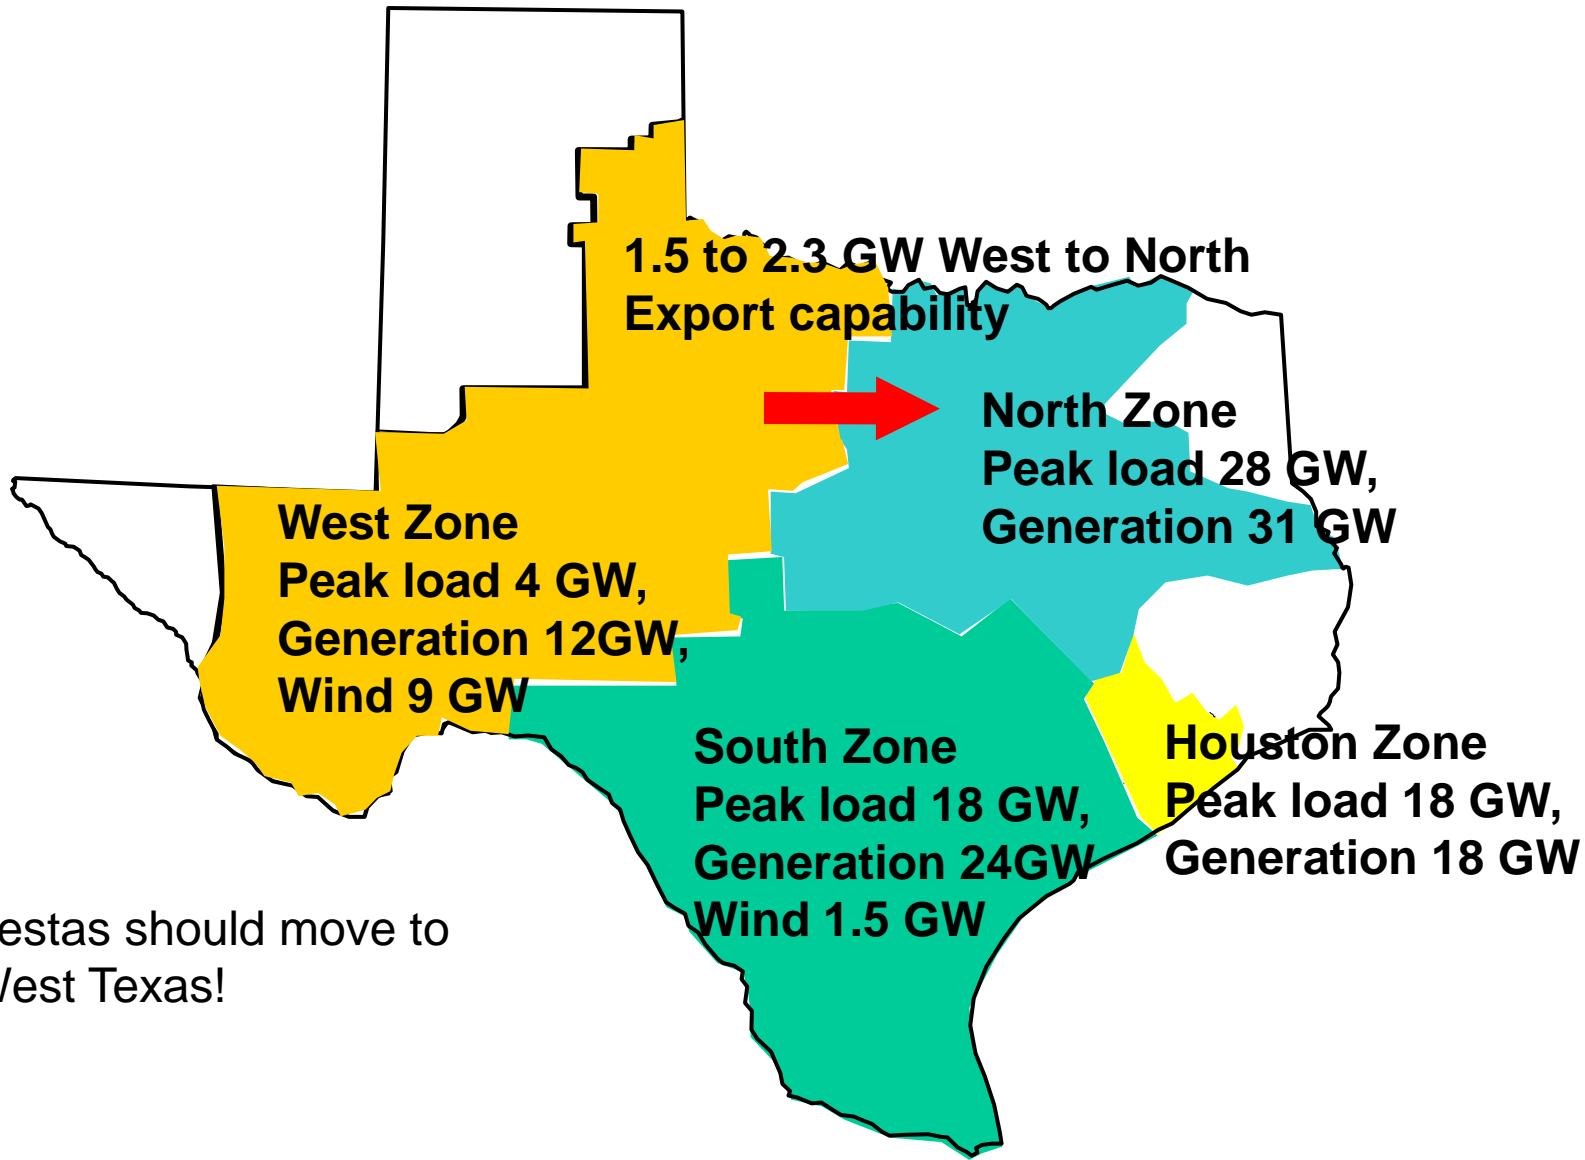 1.5 to 2.3 GW West to North
Export capability
North Zone
Peak load 28 GW,
Generation 31 GW
West Zone
Peak load 4 GW,
Generation 12GW,
Wind 9 GW
South Zone
Peak load 18 GW,
Generation 24GW
Wind 1.5 GW
Houston Zone
Peak load 18 GW,
Generation 18 GW
estas should move to
West Texas!